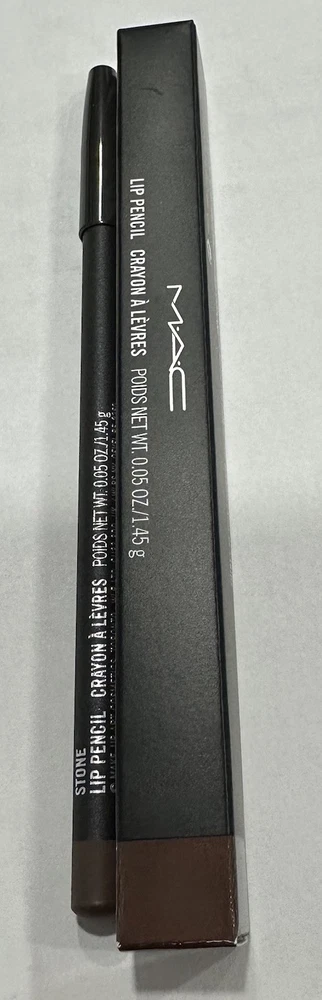 STONE
LIP PENCIL CRAYON À LÈVRES POIDS NET WT. 0.05 OZ./1.45 g
MAC
LIP PENCIL CRAYON À LÈVRES POIDS NET WT. 0.05 OZ./1.45 g